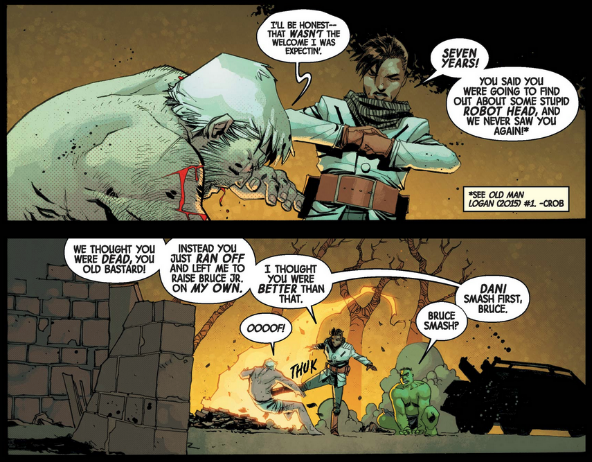 I'LL BE HONEST--
THAT WASN'T THE
WELCOME I WAS
EXPECTIN'.
SEVEN
YEARS!
YOU SAID YOU
WERE GOING TO FIND
OUT ABOUT SOME STUPID
ROBOT HEAD, AND
WE NEVER SAW YOU
AGAIN!*
*SEE OLD MAN
LOGAN (2015) #1. -CROB
WE THOUGHT YOU
WERE DEAD, YOU
OLD BASTARD!
INSTEAD YOU
JUST RAN OFF
AND LEFT ME TO
RAISE BRUCE JR.
ON MY OWN.
I THOUGHT
YOU WERE
BETTER THAN
THAT.
OOOOF!
THUK
BRUCE
SMASH?
DANI
SMASH FIRST,
BRUCE.